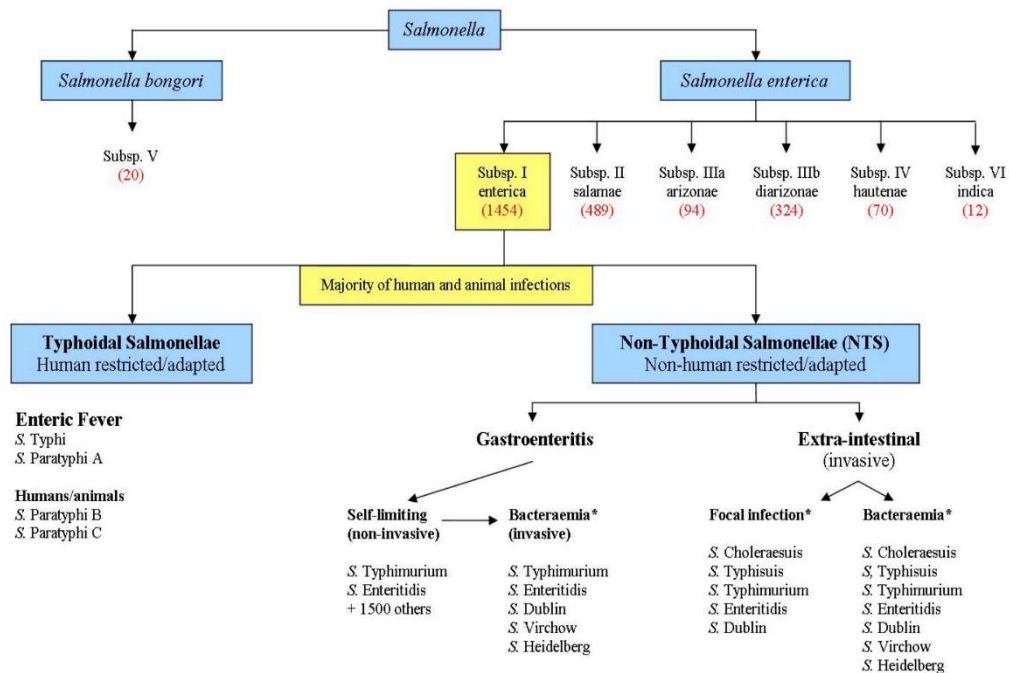 Salmonella
Salmonella bongori
Salmonella enterica
Subsp. V
(20)
Subsp. I
enterica
(1454)
Subsp. II
salamae
(489)
Subsp. IIIa
arizonae
(94)
Subsp. IIIb
diarizonae
(324)
Subsp. IV
hautenae
(70)
Subsp. VI
indica
(12)
Majority of human and animal infections
Typhoidal Salmonellae
Human restricted/adapted
Non-Typhoidal Salmonellae (NTS)
Non-human restricted/adapted
Enteric Fever
S. Typhi
S. Paratyphi A
Humans/animals
S. Paratyphi B
S. Paratyphi C
Gastroenteritis
Extra-intestinal
(invasive)
Self-limiting
(non-invasive)
S. Typhimurium
S. Enteritidis
+ 1500 others
Bacteraemia*
(invasive)
S. Typhimurium
S. Enteritidis
S. Dublin
S. Virchow
S. Heidelberg
Focal infection*
S. Choleraesuis
S. Typhisuis
S. Typhimurium
S. Enteritidis
S. Dublin
Bacteraemia*
S. Choleraesuis
S, Typhisuis
S. Typhimurium
S. Enteritidis
S. Dublin
S. Virchow
S. Heidelberg